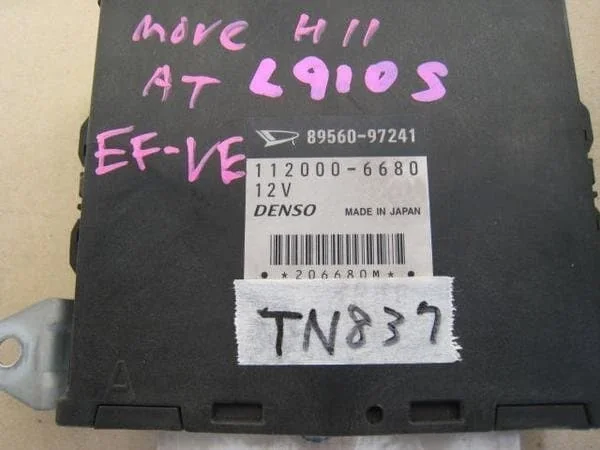 move H11
AT L910S
EF-VE
89560-97241
112000-6680
12V
DENSO MADE IN JAPAN
*206680M*
TN837
A